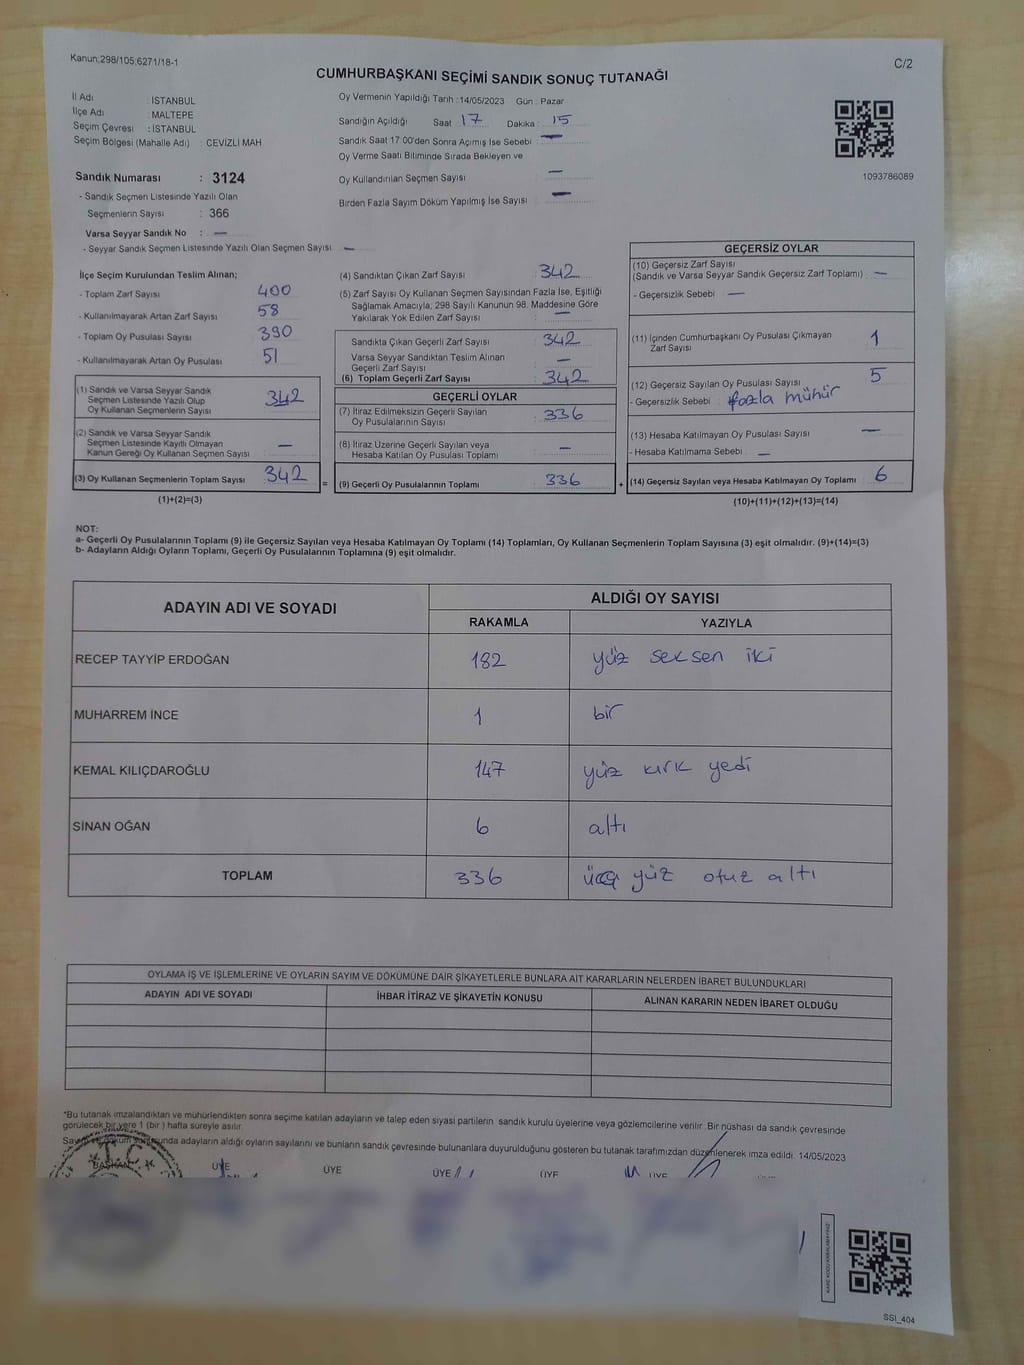 Kanun:298/105.6271/18-1
C/2
CUMHURBAŞKANI SEÇİMİ SANDIK SONUÇ TUTANAĞI
İl Adı : İSTANBUL
İlçe Adı : MALTEPE
Seçim Çevresi : İSTANBUL
Seçim Bölgesi (Mahalle Adı) : CEVİZLİ MAH
Sandık Numarası : 3124
- Sandık Seçmen Listesinde Yazılı Olan
Seçmenlerin Sayısı : 366
Varsa Seyyar Sandık No : —
- Seyyar Sandık Seçmen Listesinde Yazılı Olan Seçmen Sayısı : —
Oy Vermenin Yapıldığı Tarih : 14/05/2023 Gün : Pazar
Sandığın Açıldığı Saat 17 Dakika : 15
Sandık Saat 17:00'den Sonra Açımış İse Sebebi : —
Oy Verme Saati Bitiminde Sırada Bekleyen ve
Oy Kullandırılan Seçmen Sayısı —
Birden Fazla Sayım Döküm Yapılmış İse Sayısı —
1093786089
İlçe Seçim Kurulundan Teslim Alınan;
- Toplam Zarf Sayısı 400
- Kullanılmayarak Artan Zarf Sayısı 58
- Toplam Oy Pusulası Sayısı 390
- Kullanılmayarak Artan Oy Pusulası 51
(1) Sandık ve Varsa Seyyar Sandık
Seçmen Listesinde Yazılı Olup
Oy Kullanan Seçmenlerin Sayısı 342
(2) Sandık ve Varsa Seyyar Sandık
Seçmen Listesinde Kayıtlı Olmayan
Kanun Gereği Oy Kullanan Seçmen Sayısı —
(3) Oy Kullanan Seçmenlerin Toplam Sayısı 342 =
(1)+(2)=(3)
(4) Sandıktan Çıkan Zarf Sayısı 342
(5) Zarf Sayısı Oy Kullanan Seçmen Sayısından Fazla İse, Eşitliği
Sağlamak Amacıyla, 298 Sayılı Kanunun 98. Maddesine Göre
Yakılarak Yok Edilen Zarf Sayısı —
Sandıkta Çıkan Geçerli Zarf Sayısı 342
Varsa Seyyar Sandıktan Teslim Alınan
Geçerli Zarf Sayısı —
(6) Toplam Geçerli Zarf Sayısı 342
GEÇERLİ OYLAR
(7) İtiraz Edilmeksizin Geçerli Sayılan
Oy Pusulalarının Sayısı 336
(8) İtiraz Üzerine Geçerli Sayılan veya
Hesaba Katılan Oy Pusulası Toplamı —
(9) Geçerli Oy Pusulalarının Toplamı 336 +
GEÇERSİZ OYLAR
(10) Geçersiz Zarf Sayısı
(Sandık ve Varsa Seyyar Sandık Geçersiz Zarf Toplamı) : —
- Geçersizlik Sebebi : —
(11) İçinden Cumhurbaşkanı Oy Pusulası Çıkmayan
Zarf Sayısı 1
(12) Geçersiz Sayılan Oy Pusulası Sayısı 5
- Geçersizlik Sebebi : fazla mühür
(13) Hesaba Katılmayan Oy Pusulası Sayısı —
- Hesaba Katılmama Sebebi : —
(14) Geçersiz Sayılan veya Hesaba Katılmayan Oy Toplamı 6
(10)+(11)+(12)+(13)=(14)
NOT:
a- Geçerli Oy Pusulalarının Toplamı (9) ile Geçersiz Sayılan veya Hesaba Katılmayan Oy Toplamı (14) Toplamları, Oy Kullanan Seçmenlerin Toplam Sayısına (3) eşit olmalıdır. (9)+(14)=(3)
b- Adayların Aldığı Oyların Toplamı, Geçerli Oy Pusulalarının Toplamına (9) eşit olmalıdır.
ADAYIN ADI VE SOYADI ALDIĞI OY SAYISI
RAKAMLA YAZIYLA
RECEP TAYYİP ERDOĞAN 182 yüz seksen iki
MUHARREM İNCE 1 bir
KEMAL KILIÇDAROĞLU 147 yüz kırk yedi
SİNAN OĞAN 6 altı
TOPLAM 336 üç yüz otuz altı
OYLAMA İŞ VE İŞLEMLERİNE VE OYLARIN SAYIM VE DÖKÜMÜNE DAİR ŞİKAYETLERLE BUNLARA AİT KARARLARIN NELERDEN İBARET BULUNDUKLARI
ADAYIN ADI VE SOYADI İHBAR İTİRAZ VE ŞİKAYETİN KONUSU ALINAN KARARIN NEDEN İBARET OLDUĞU
*Bu tutanak imzalandıktan ve mühürlendikten sonra seçime katılan adayların ve talep eden siyasi partilerin sandık kurulu üyelerine veya gözlemcilerine verilir. Bir nüshası da sandık çevresinde
görülecek bir yere 1 (bir ) hafta süreyle asılır.
adayların aldığı oyların sayılarını ve bunların sandık çevresinde bulunanlara duyurulduğunu gösteren bu tutanak tarafımızdan düzenlenerek imza edildi. 14/05/2023
T.C.
BAŞKAN ÜYE ÜYE ÜYE ÜYE ÜYE
SSI_404